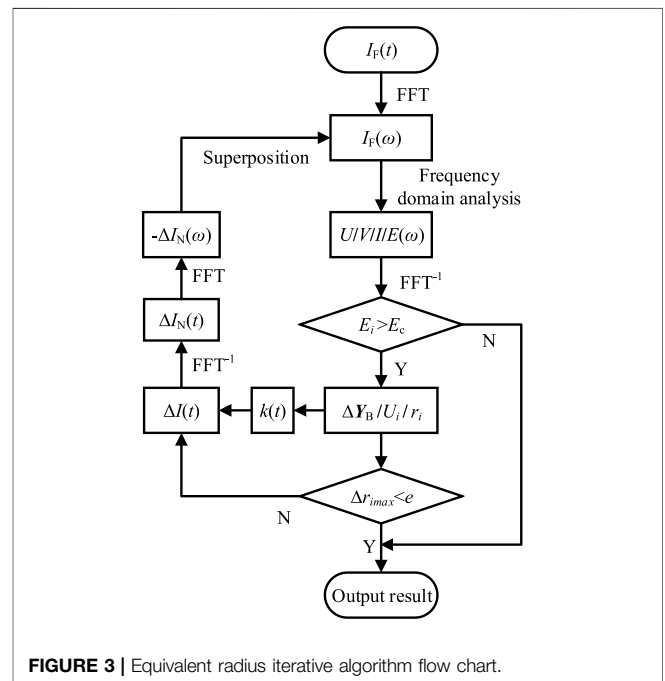 I_F(t)
FFT
I_F(ω)
Superposition
Frequency
domain analysis
-ΔI_N(ω)
U/V/I/E(ω)
FFT
FFT⁻¹
ΔI_N(t)
E_i>E_c
N
FFT⁻¹
Y
ΔI(t)
k(t)
ΔY_B/U_i/r_i
Δr_imax<e
N
Y
Output result
FIGURE 3 | Equivalent radius iterative algorithm flow chart.